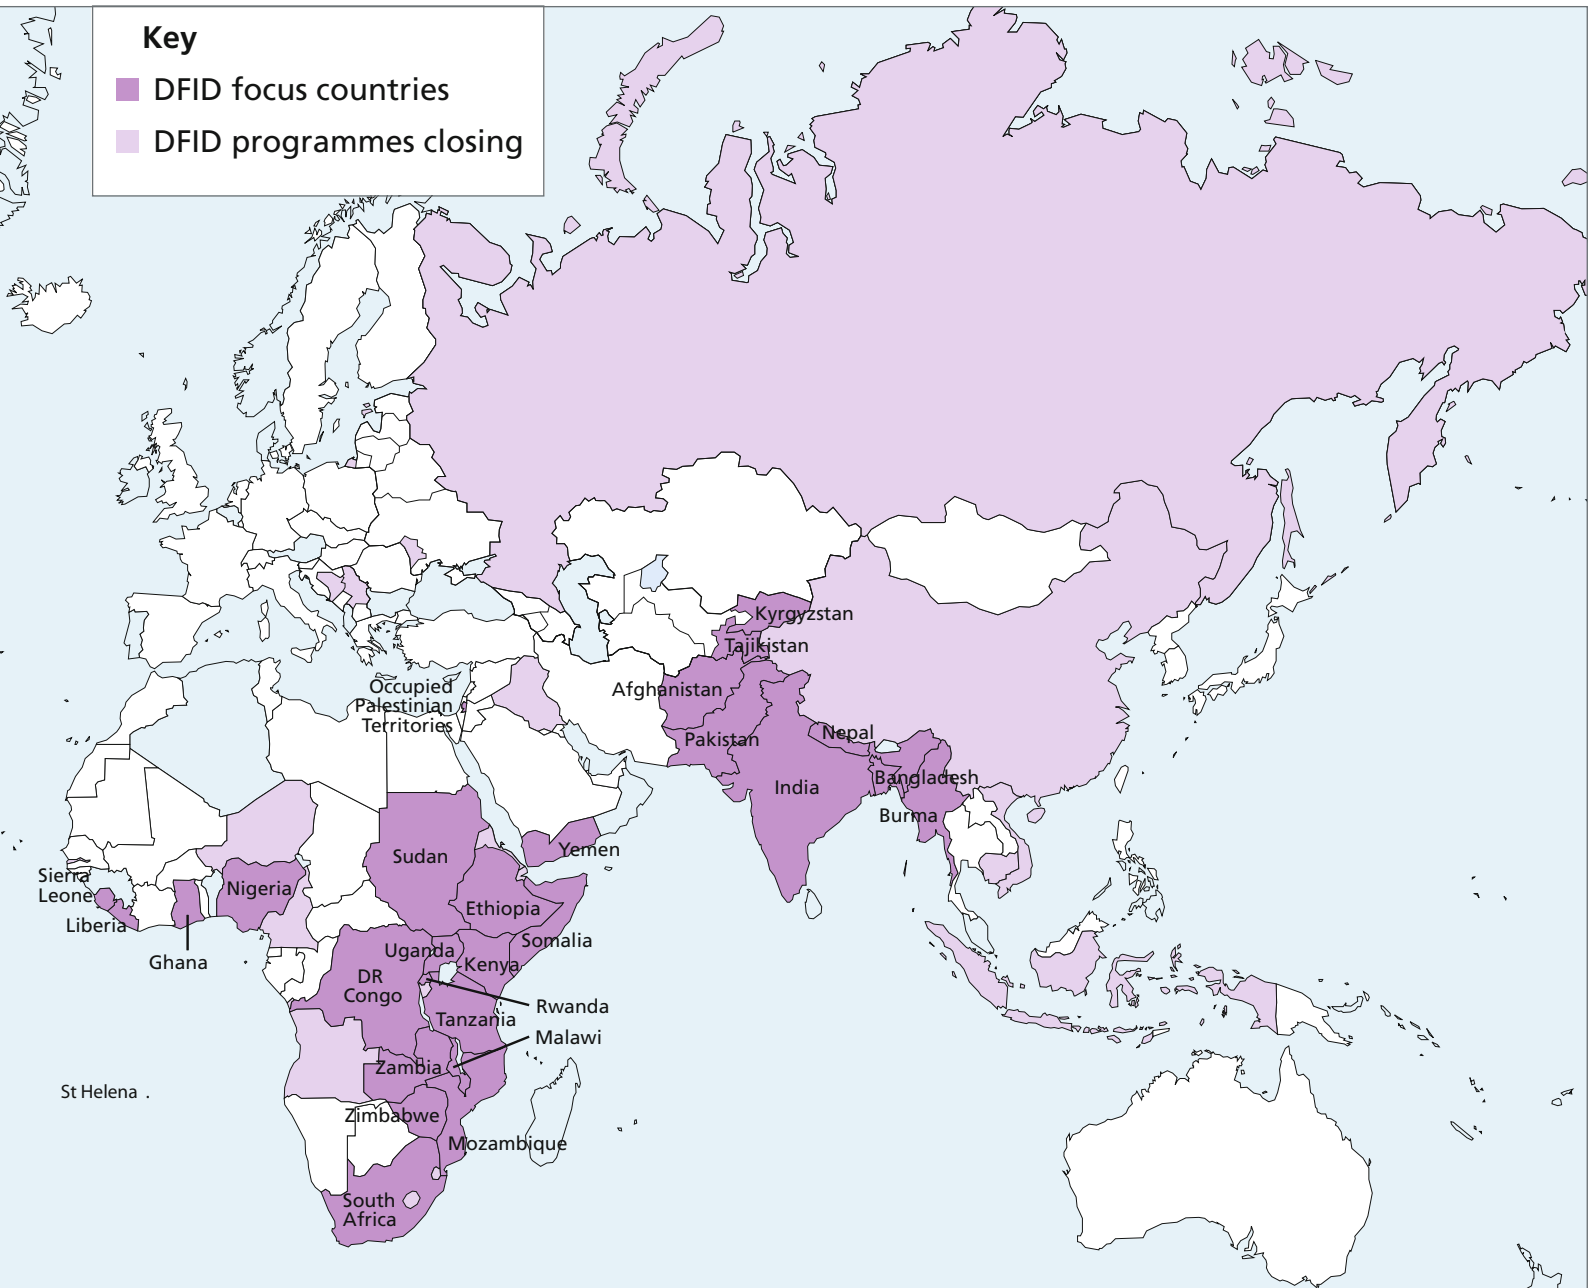 Key
DFID focus countries
DFID programmes closing
Kyrgyzstan
Tajikistan
Occupied
Palestinian
Territories
Afghanistan
Pakistan
Nepal
India
Bangladesh
Burma
Yemen
Sudan
Sierra
Leone
Nigeria
Liberia
Ghana
Ethiopia
Somalia
Uganda
Kenya
DR
Congo
Rwanda
Tanzania
Malawi
Zambia
St Helena
Zimbabwe
Mozambique
South
Africa